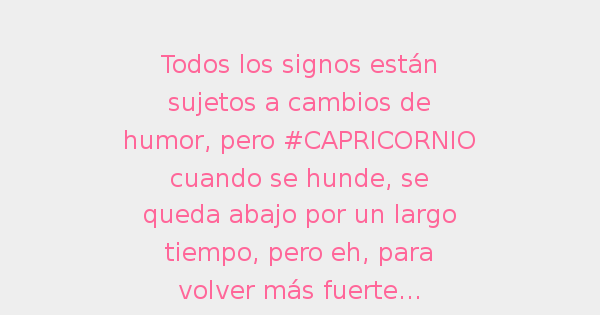 Todos los signos están
sujetos a cambios de
humor, pero #CAPRICORNIO
cuando se hunde, se
queda abajo por un largo
tiempo, pero eh, para
volver más fuerte...